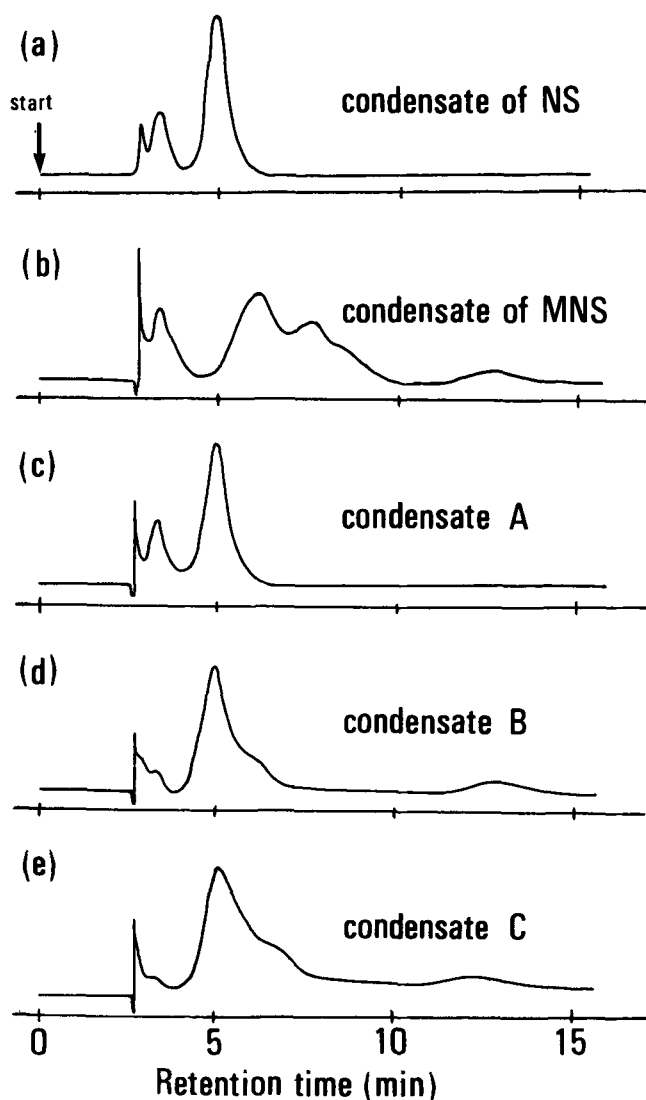 (a)
start
condensate of NS
(b)
condensate of MNS
(c)
condensate A
(d)
condensate B
(e)
condensate C
0 5 10 15
Retention time (min)